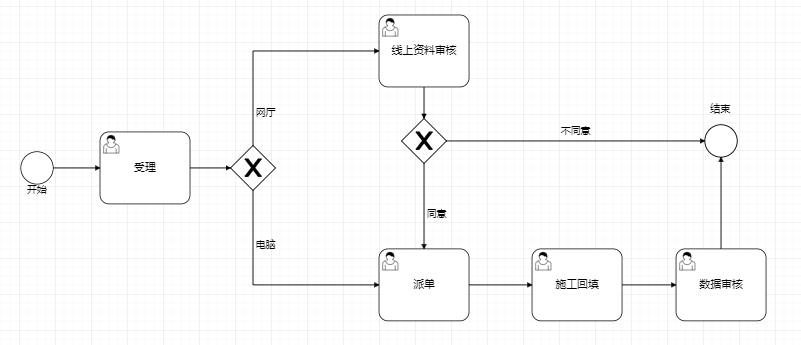 线上资料审核
网厅
结束
不同意
受理
开始
同意
电脑
派单
施工回填
数据审核